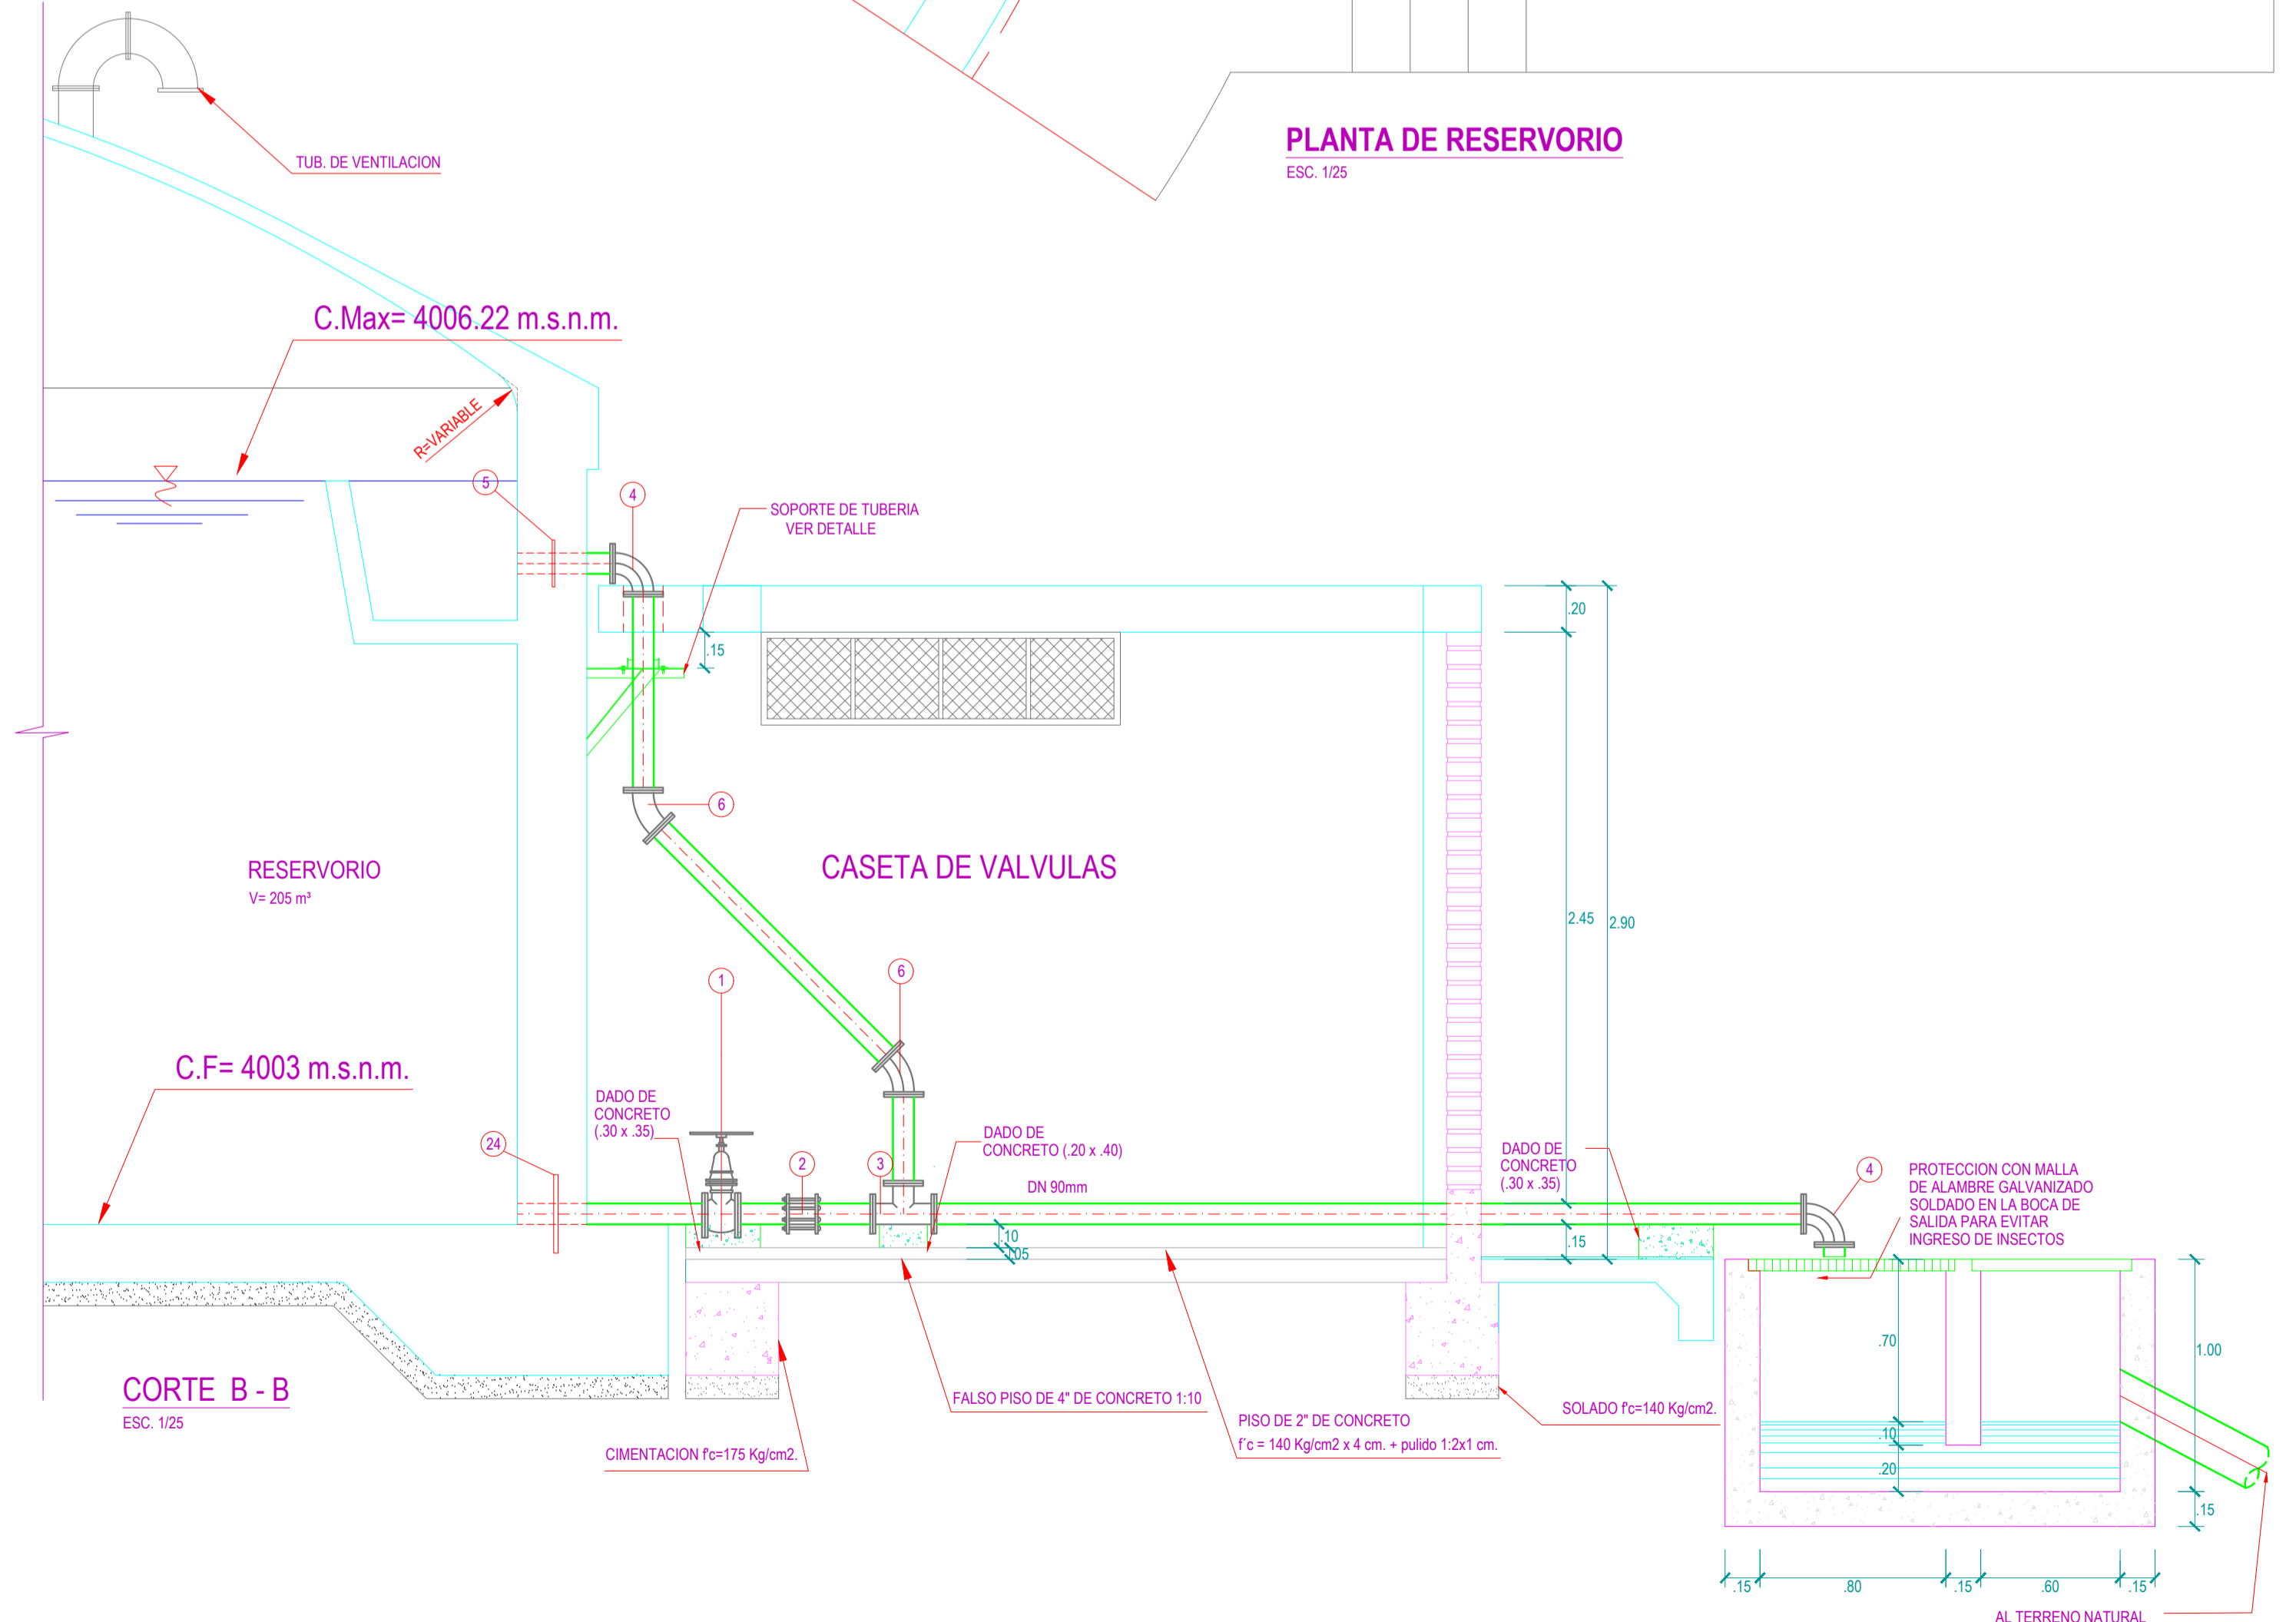 TUB. DE VENTILACION
PLANTA DE RESERVORIO
ESC. 1/25
C.Max= 4006.22 m.s.n.m.
R=VARIABLE
5
4
SOPORTE DE TUBERIA
VER DETALLE
.15
.20
2.45
2.90
6
CASETA DE VALVULAS
RESERVORIO
V= 205 m³
1
6
C.F= 4003 m.s.n.m.
DADO DE
CONCRETO
(.30 x .35)
24
2
3
DADO DE
CONCRETO (.20 x .40)
DN 90mm
DADO DE
CONCRETO
(.30 x .35)
4
PROTECCION CON MALLA
DE ALAMBRE GALVANIZADO
SOLDADO EN LA BOCA DE
SALIDA PARA EVITAR
INGRESO DE INSECTOS
.10
.05
.15
.70
1.00
.10
.20
.15
CORTE B - B
ESC. 1/25
FALSO PISO DE 4" DE CONCRETO 1:10
PISO DE 2" DE CONCRETO
f´c = 140 Kg/cm2 x 4 cm. + pulido 1:2x1 cm.
SOLADO f'c=140 Kg/cm2.
CIMENTACION f'c=175 Kg/cm2.
.15
.80
.15
.60
.15
AL TERRENO NATURAL